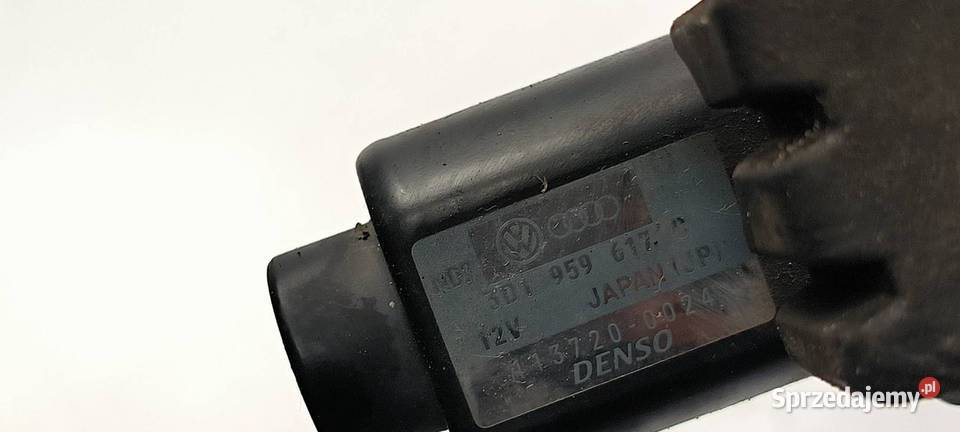 3D1 959 617
12V JAPAN (JP)
113720-0024
DENSO
Sprzedajemy.pl